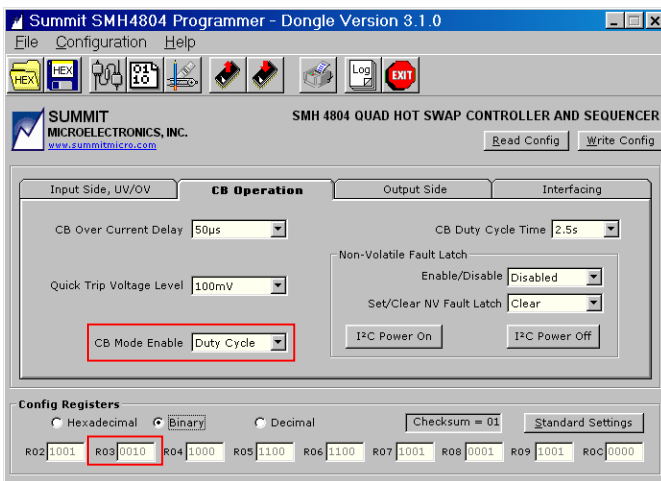 Summit SMH4804 Programmer - Dongle Version 3.1.0
File Configuration Help
HEX HEX 01 10 Log EXIT
SUMMIT
MICROELECTRONICS, INC.
www.summitmicro.com
SMH 4804 QUAD HOT SWAP CONTROLLER AND SEQUENCER
Read Config Write Config
Input Side, UV/OV CB Operation Output Side Interfacing
CB Over Current Delay 50µs
CB Duty Cycle Time 2.5s
Non-Volatile Fault Latch
Enable/Disable Disabled
Quick Trip Voltage Level 100mV
Set/Clear NV Fault Latch Clear
I²C Power On I²C Power Off
CB Mode Enable Duty Cycle
Config Registers
Hexadecimal Binary Decimal Checksum = 01 Standard Settings
R02 1001 R03 0010 R04 1000 R05 1100 R06 1100 R07 1001 R08 0001 R09 1001 R0C 0000